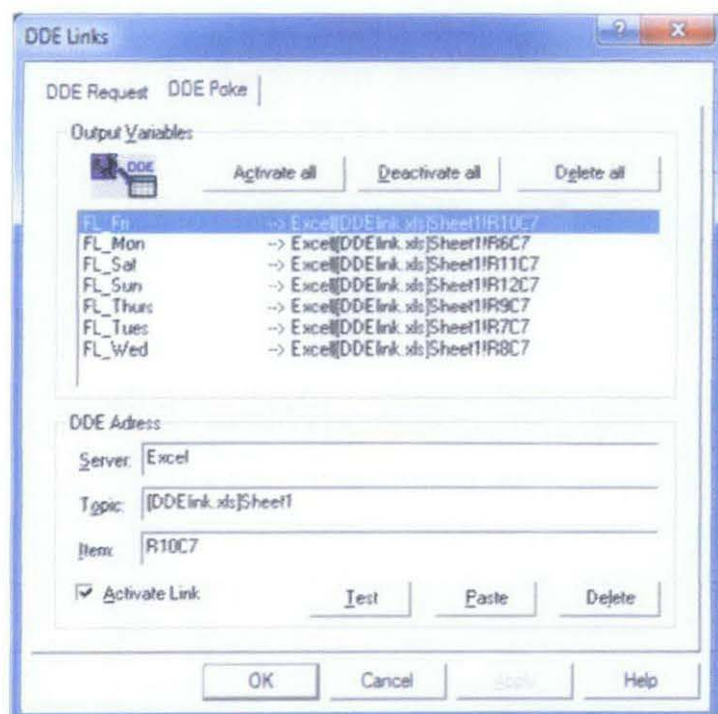 DDE Links
DDE Request DDE Poke
Output Variables
DDE
Activate all Deactivate all Delete all
FL_Fri --> Excel|[DDElink.xls]Sheet1!R10C7
FL_Mon --> Excel|[DDElink.xls]Sheet1!R6C7
FL_Sat --> Excel|[DDElink.xls]Sheet1!R11C7
FL_Sun --> Excel|[DDElink.xls]Sheet1!R12C7
FL_Thurs --> Excel|[DDElink.xls]Sheet1!R9C7
FL_Tues --> Excel|[DDElink.xls]Sheet1!R7C7
FL_Wed --> Excel|[DDElink.xls]Sheet1!R8C7
DDE Adress
Server: Excel
Topic: [DDElink.xls]Sheet1
Item: R10C7
Activate Link Test Paste Delete
OK Cancel Apply Help